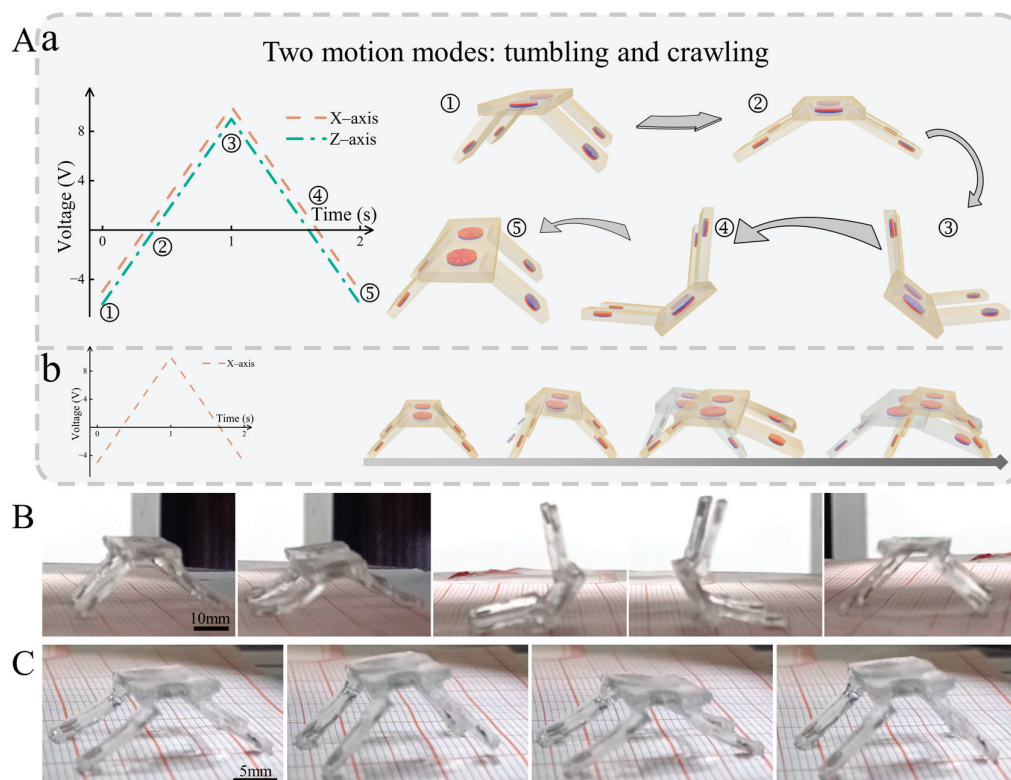 A
a
Two motion modes: tumbling and crawling
Voltage (V)
8
4
0
−4
1
2
Time (s)
X–axis
Z–axis
①
②
③
④
⑤
①
②
③
④
⑤
b
Voltage (V)
8
4
0
−4
1
2
Time (s)
X–axis
B
10mm
C
5mm